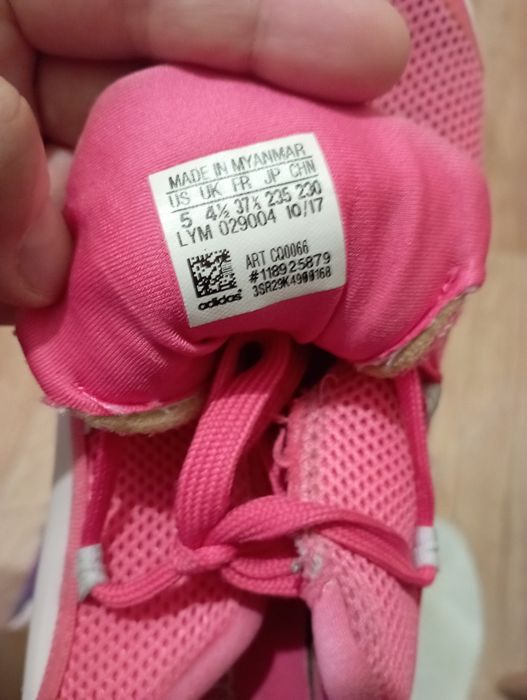 MADE IN MYANMAR
US UK FR JP CHN
5 4½ 37⅓ 235 230
LYM 029004 10/17
ART CQ0066
#118925879
adidas